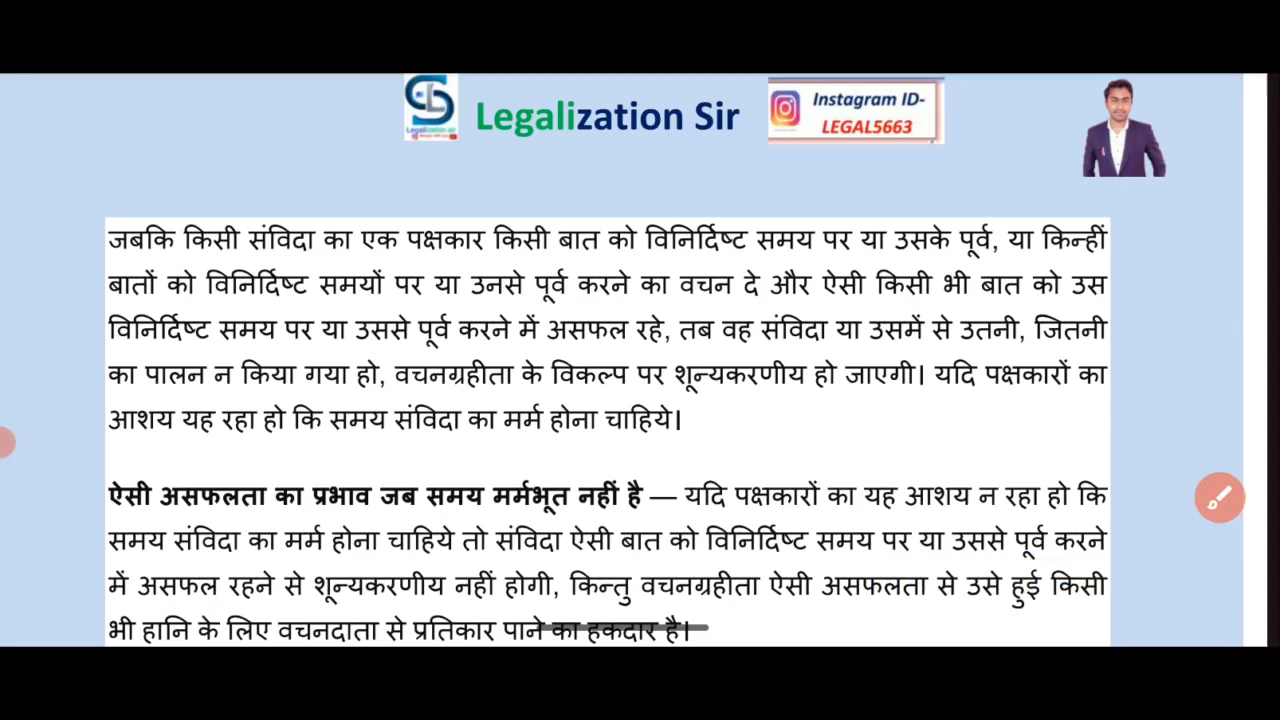 Legalization Sir
Legalization sir
Instagram ID-
LEGAL5663
जबकि किसी संविदा का एक पक्षकार किसी बात को विनिर्दिष्ट समय पर या उसके पूर्व, या किन्हीं
बातों को विनिर्दिष्ट समयों पर या उनसे पूर्व करने का वचन दे और ऐसी किसी भी बात को उस
विनिर्दिष्ट समय पर या उससे पूर्व करने में असफल रहे, तब वह संविदा या उसमें से उतनी, जितनी
का पालन न किया गया हो, वचनग्रहीता के विकल्प पर शून्यकरणीय हो जाएगी। यदि पक्षकारों का
आशय यह रहा हो कि समय संविदा का मर्म होना चाहिये।
ऐसी असफलता का प्रभाव जब समय मर्मभूत नहीं है — यदि पक्षकारों का यह आशय न रहा हो कि
समय संविदा का मर्म होना चाहिये तो संविदा ऐसी बात को विनिर्दिष्ट समय पर या उससे पूर्व करने
में असफल रहने से शून्यकरणीय नहीं होगी, किन्तु वचनग्रहीता ऐसी असफलता से उसे हुई किसी
भी हानि के लिए वचनदाता से प्रतिकार पाने का हकदार है।